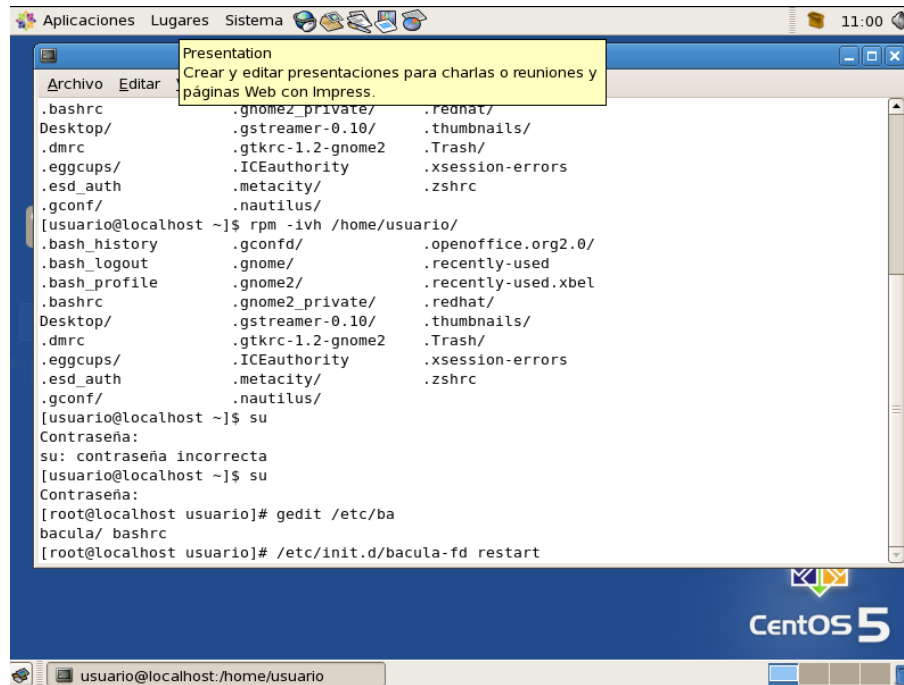 Aplicaciones Lugares Sistema 11:00
Presentation
Crear y editar presentaciones para charlas o reuniones y
páginas Web con Impress.
Archivo Editar
.bashrc .gnome2_private/ .redhat/
Desktop/ .gstreamer-0.10/ .thumbnails/
.dmrc .gtkrc-1.2-gnome2 .Trash/
.eggcups/ .ICEauthority .xsession-errors
.esd_auth .metacity/ .zshrc
.gconf/ .nautilus/
[usuario@localhost ~]$ rpm -ivh /home/usuario/
.bash_history .gconfd/ .openoffice.org2.0/
.bash_logout .gnome/ .recently-used
.bash_profile .gnome2/ .recently-used.xbel
.bashrc .gnome2_private/ .redhat/
Desktop/ .gstreamer-0.10/ .thumbnails/
.dmrc .gtkrc-1.2-gnome2 .Trash/
.eggcups/ .ICEauthority .xsession-errors
.esd_auth .metacity/ .zshrc
.gconf/ .nautilus/
[usuario@localhost ~]$ su
Contraseña:
su: contraseña incorrecta
[usuario@localhost ~]$ su
Contraseña:
[root@localhost usuario]# gedit /etc/ba
bacula/ bashrc
[root@localhost usuario]# /etc/init.d/bacula-fd restart
CentOS 5
usuario@localhost:/home/usuario